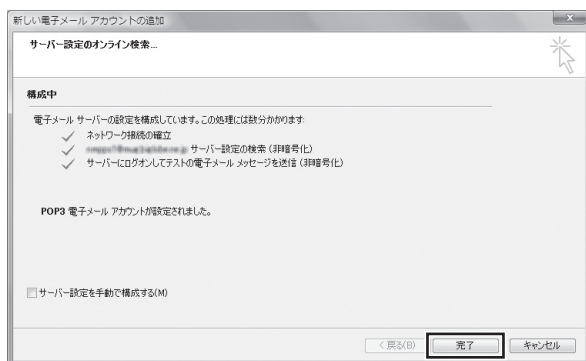 新しい電子メール アカウントの追加
サーバー設定のオンライン検索...
構成中
電子メール サーバーの設定を構成しています。この処理には数分かかります:
ネットワーク接続の確立
サーバー設定の検索 (非暗号化)
サーバーにログオンしてテストの電子メール メッセージを送信 (非暗号化)
POP3 電子メール アカウントが設定されました。
サーバー設定を手動で構成する(M)
< 戻る(B) 完了 キャンセル